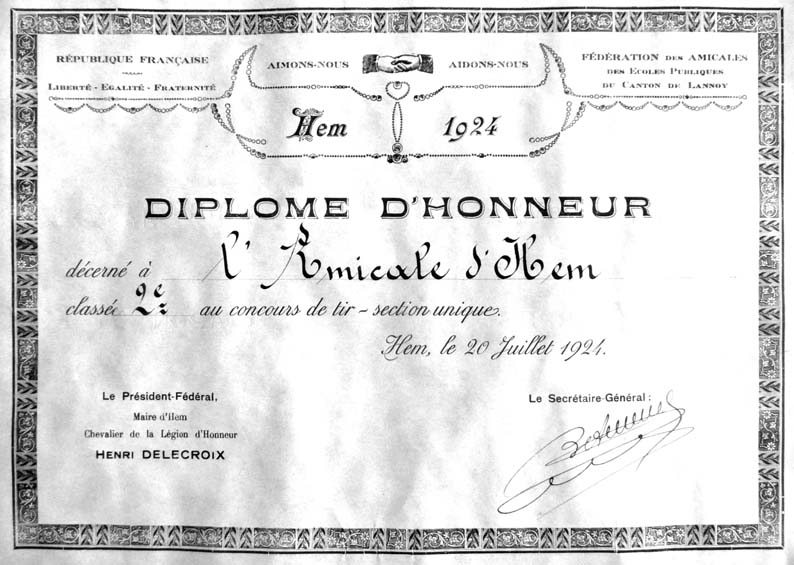 RÉPUBLIQUE FRANÇAISE
LIBERTÉ - EGALITÉ - FRATERNITÉ
AIMONS-NOUS AIDONS-NOUS
FÉDÉRATION DES AMICALES
DES ECOLES PUBLIQUES
DU CANTON DE LANNOY
Hem 1924
DIPLOME D'HONNEUR
décerné à L'Amicale d'Hem
classée 2e au concours de tir - section unique.
Hem, le 20 Juillet 1924.
Le Président-Fédéral,
Maire d'Hem
Chevalier de la Légion d'Honneur
HENRI DELECROIX
Le Secrétaire-Général :